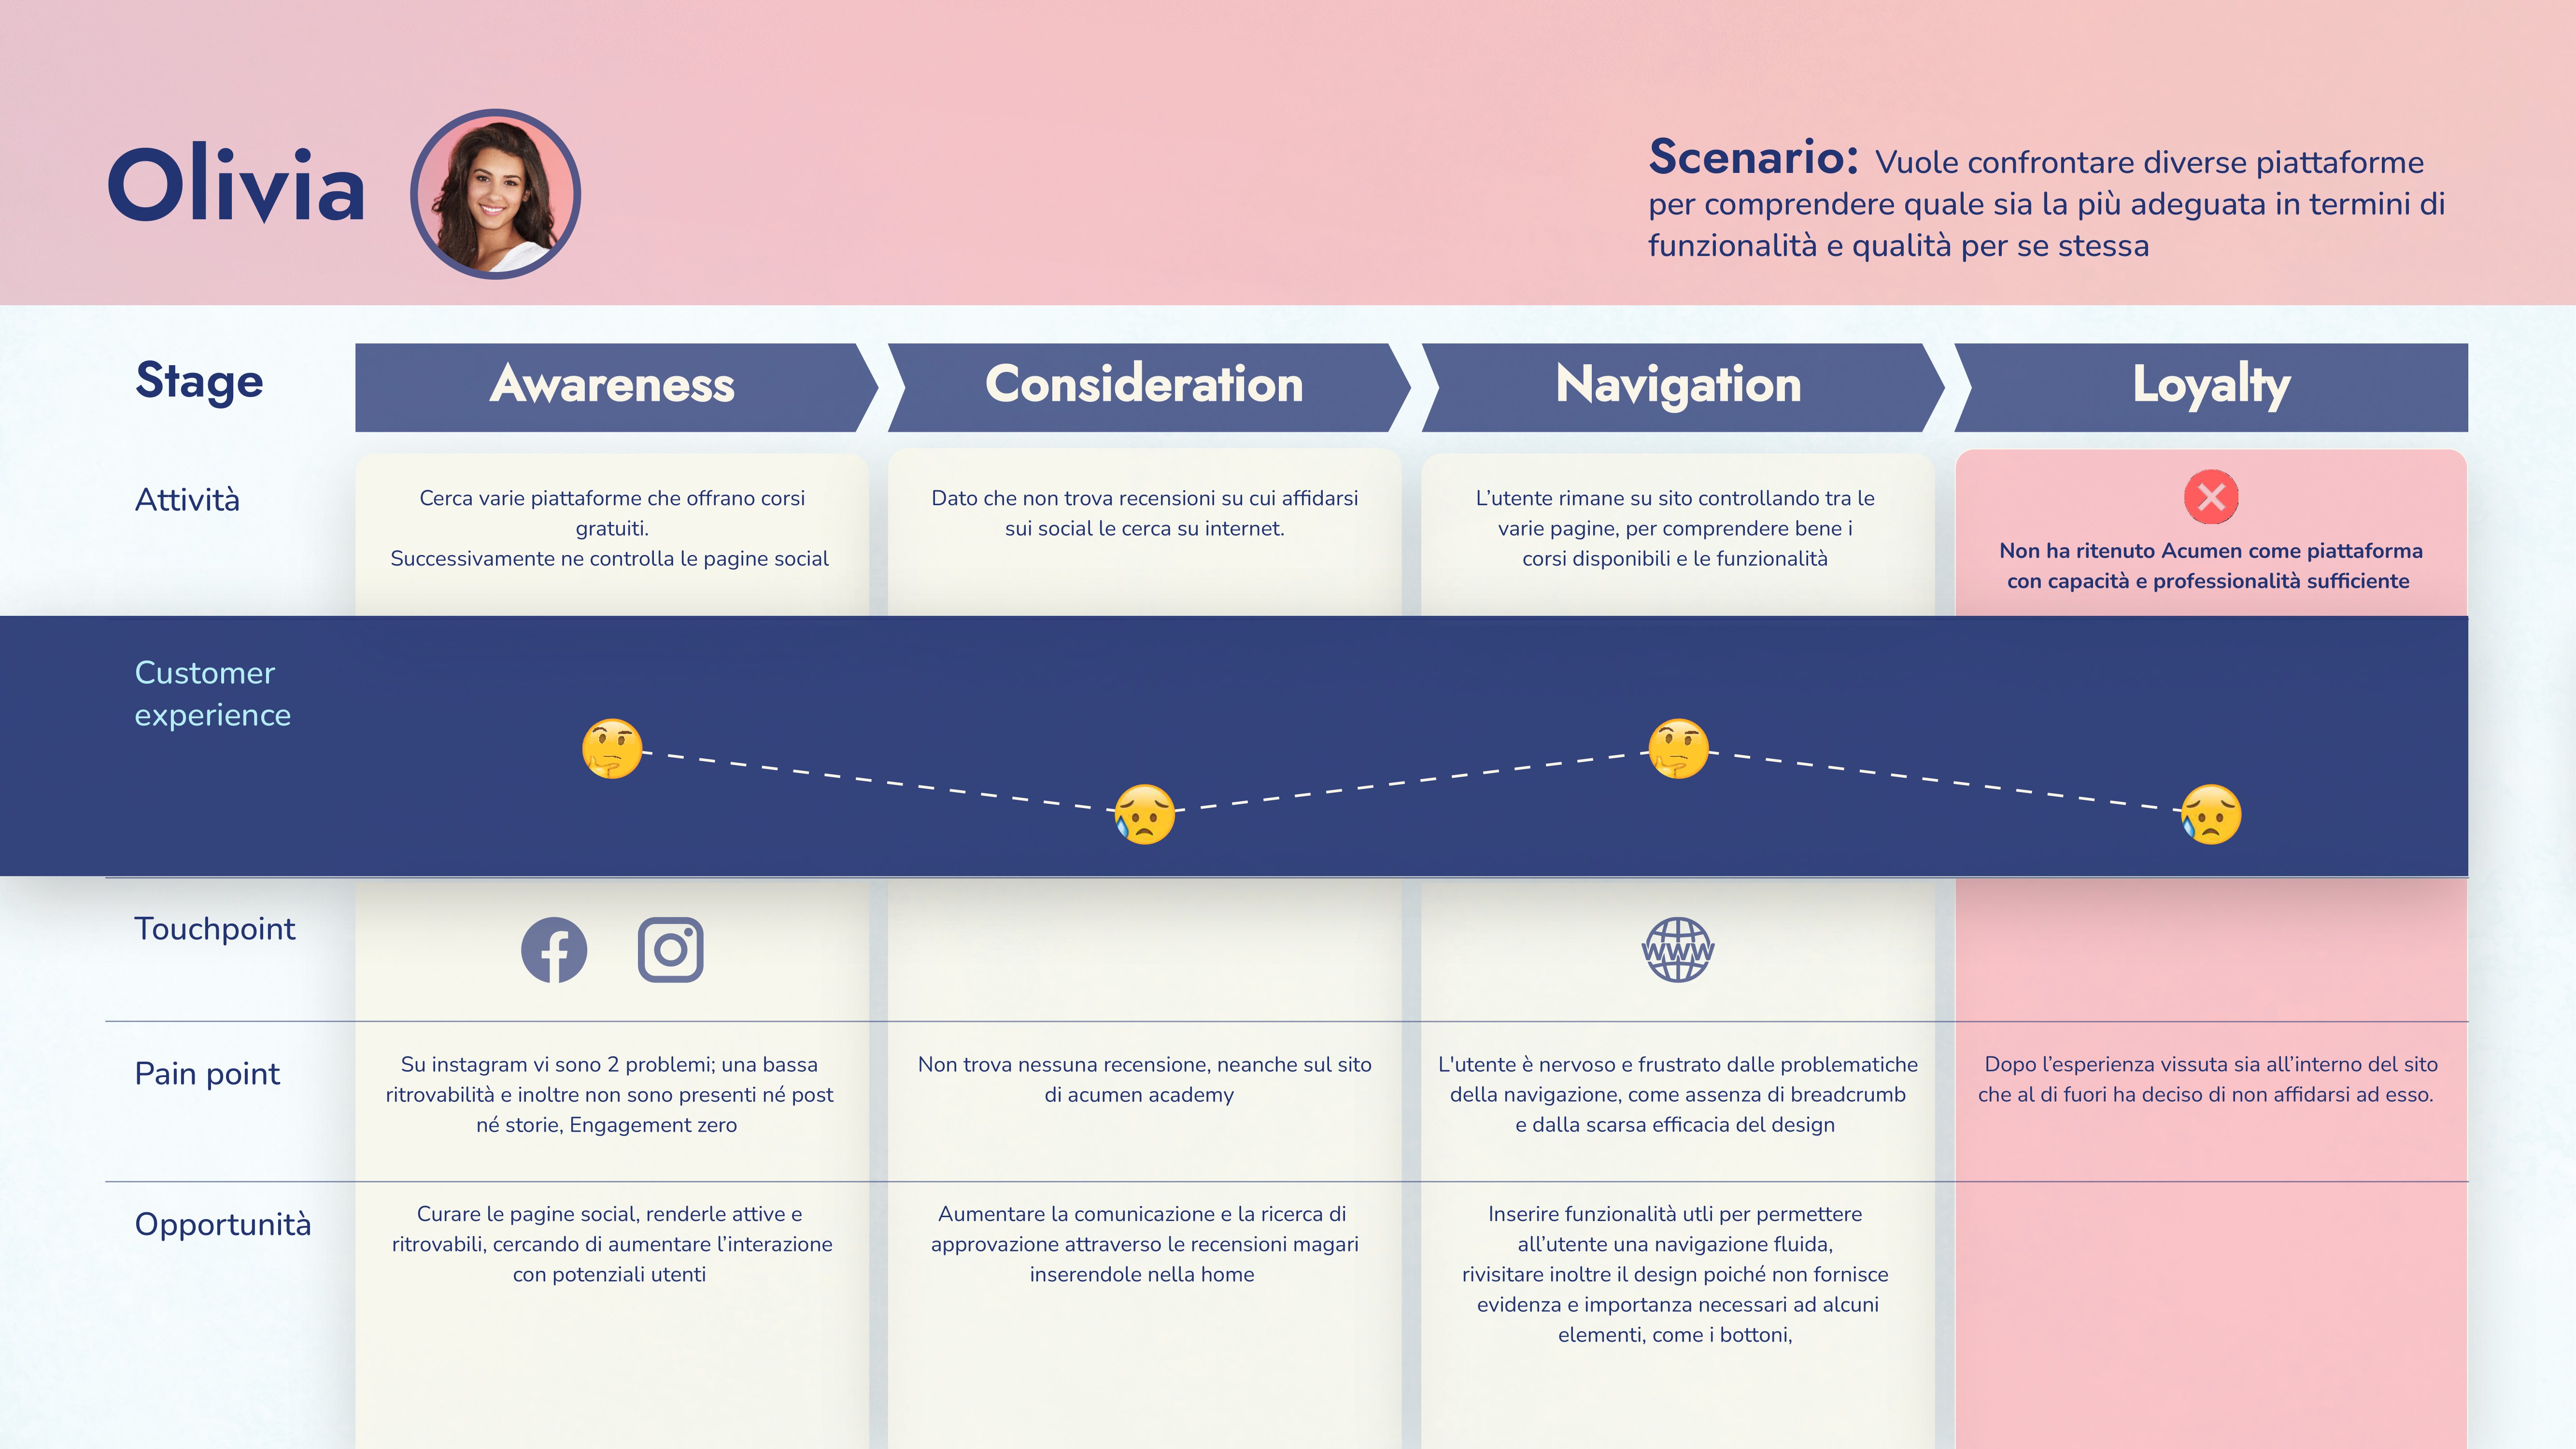 Olivia
Scenario: Vuole confrontare diverse piattaforme
per comprendere quale sia la più adeguata in termini di
funzionalità e qualità per se stessa
Stage
Awareness
Consideration
Navigation
Loyalty
Attività
Cerca varie piattaforme che offrano corsi
gratuiti.
Successivamente ne controlla le pagine social
Dato che non trova recensioni su cui affidarsi
sui social le cerca su internet.
L’utente rimane su sito controllando tra le
varie pagine, per comprendere bene i
corsi disponibili e le funzionalità
Non ha ritenuto Acumen come piattaforma
con capacità e professionalità sufficiente
Customer
experience
Touchpoint
WWW
Pain point
Su instagram vi sono 2 problemi; una bassa
ritrovabilità e inoltre non sono presenti né post
né storie, Engagement zero
Non trova nessuna recensione, neanche sul sito
di acumen academy
L'utente è nervoso e frustrato dalle problematiche
della navigazione, come assenza di breadcrumb
e dalla scarsa efficacia del design
Dopo l’esperienza vissuta sia all’interno del sito
che al di fuori ha deciso di non affidarsi ad esso.
Opportunità
Curare le pagine social, renderle attive e
ritrovabili, cercando di aumentare l’interazione
con potenziali utenti
Aumentare la comunicazione e la ricerca di
approvazione attraverso le recensioni magari
inserendole nella home
Inserire funzionalità utli per permettere
all’utente una navigazione fluida,
rivisitare inoltre il design poiché non fornisce
evidenza e importanza necessari ad alcuni
elementi, come i bottoni,